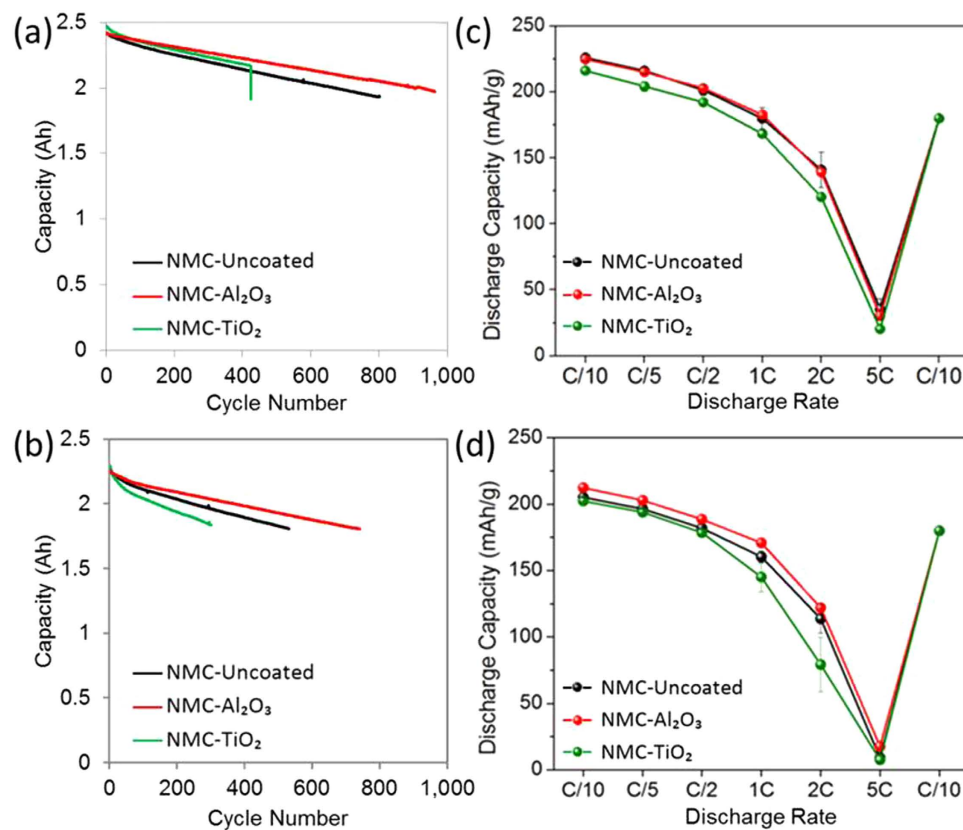 (a)
2.5
2
1.5
1
0.5
0
Capacity (Ah)
NMC-Uncoated
NMC-Al₂O₃
NMC-TiO₂
0 200 400 600 800 1,000
Cycle Number
(c)
250
200
150
100
50
0
Discharge Capacity (mAh/g)
NMC-Uncoated
NMC-Al₂O₃
NMC-TiO₂
C/10 C/5 C/2 1C 2C 5C C/10
Discharge Rate
(b)
2.5
2
1.5
1
0.5
0
Capacity (Ah)
NMC-Uncoated
NMC-Al₂O₃
NMC-TiO₂
0 200 400 600 800 1,000
Cycle Number
(d)
250
200
150
100
50
0
Discharge Capacity (mAh/g)
NMC-Uncoated
NMC-Al₂O₃
NMC-TiO₂
C/10 C/5 C/2 1C 2C 5C C/10
Discharge Rate